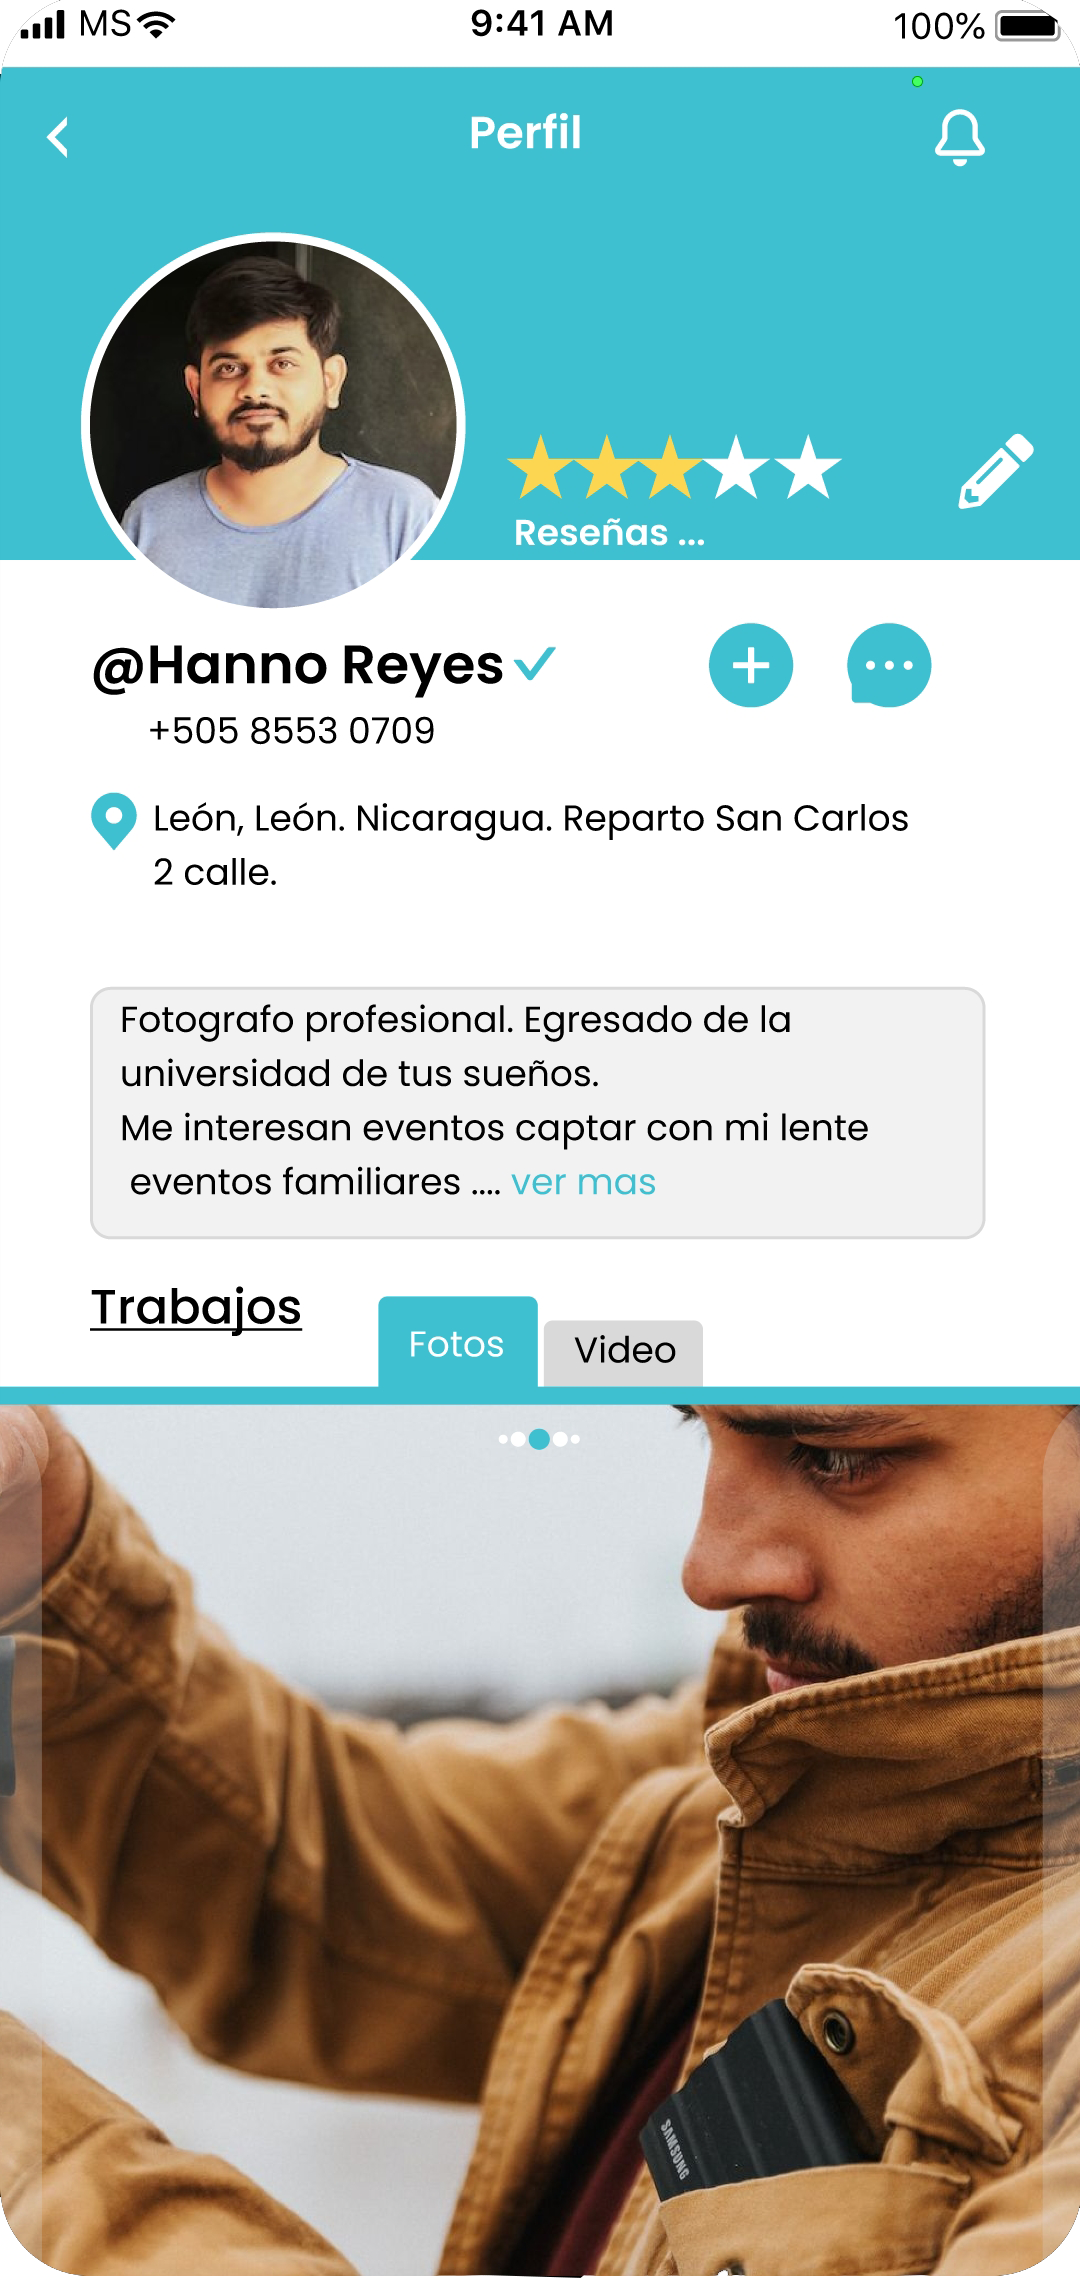 MS 9:41 AM 100%
Perfil
Reseñas ...
@Hanno Reyes
+505 8553 0709
León, León. Nicaragua. Reparto San Carlos
2 calle.
Fotografo profesional. Egresado de la
universidad de tus sueños.
Me interesan eventos captar con mi lente
eventos familiares .... ver mas
Trabajos
Fotos
Video
SAMSUNG